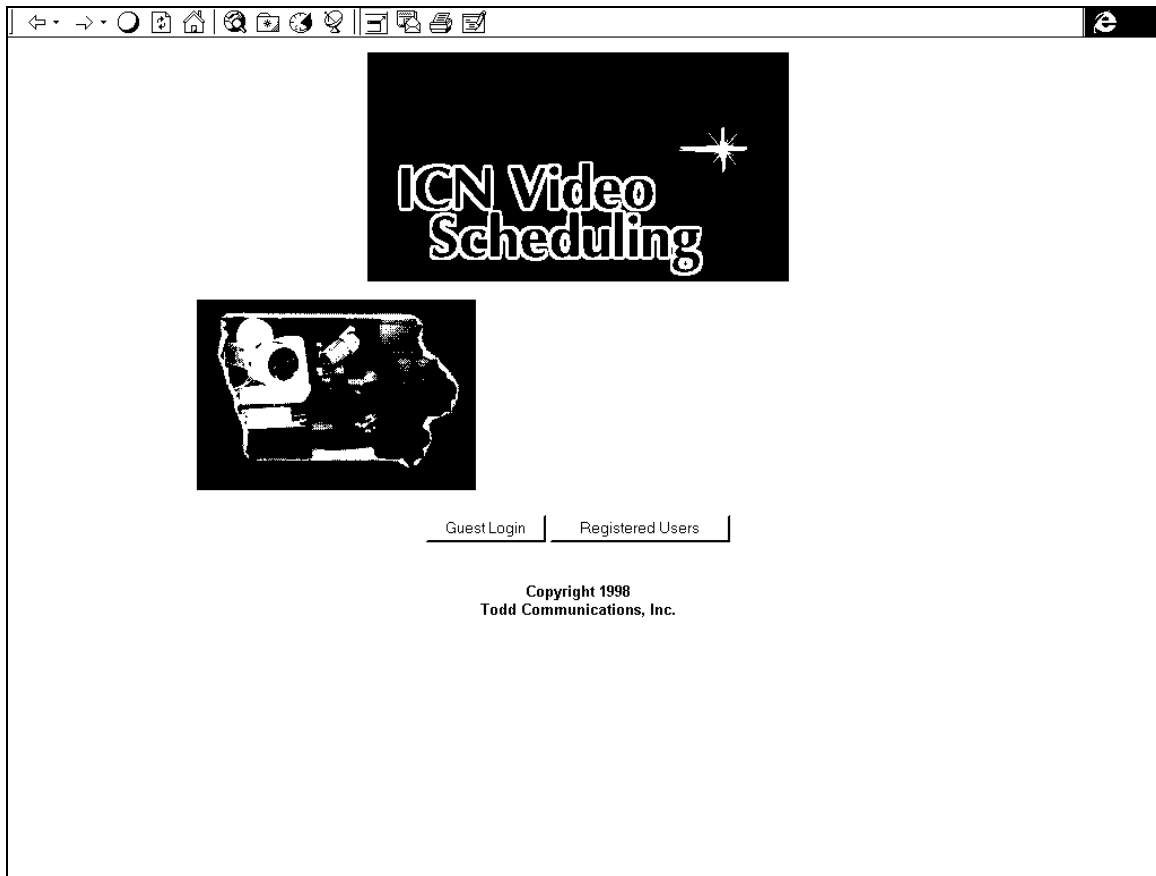 ICN Video
Scheduling
Guest Login
Registered Users
Copyright 1998
Todd Communications, Inc.